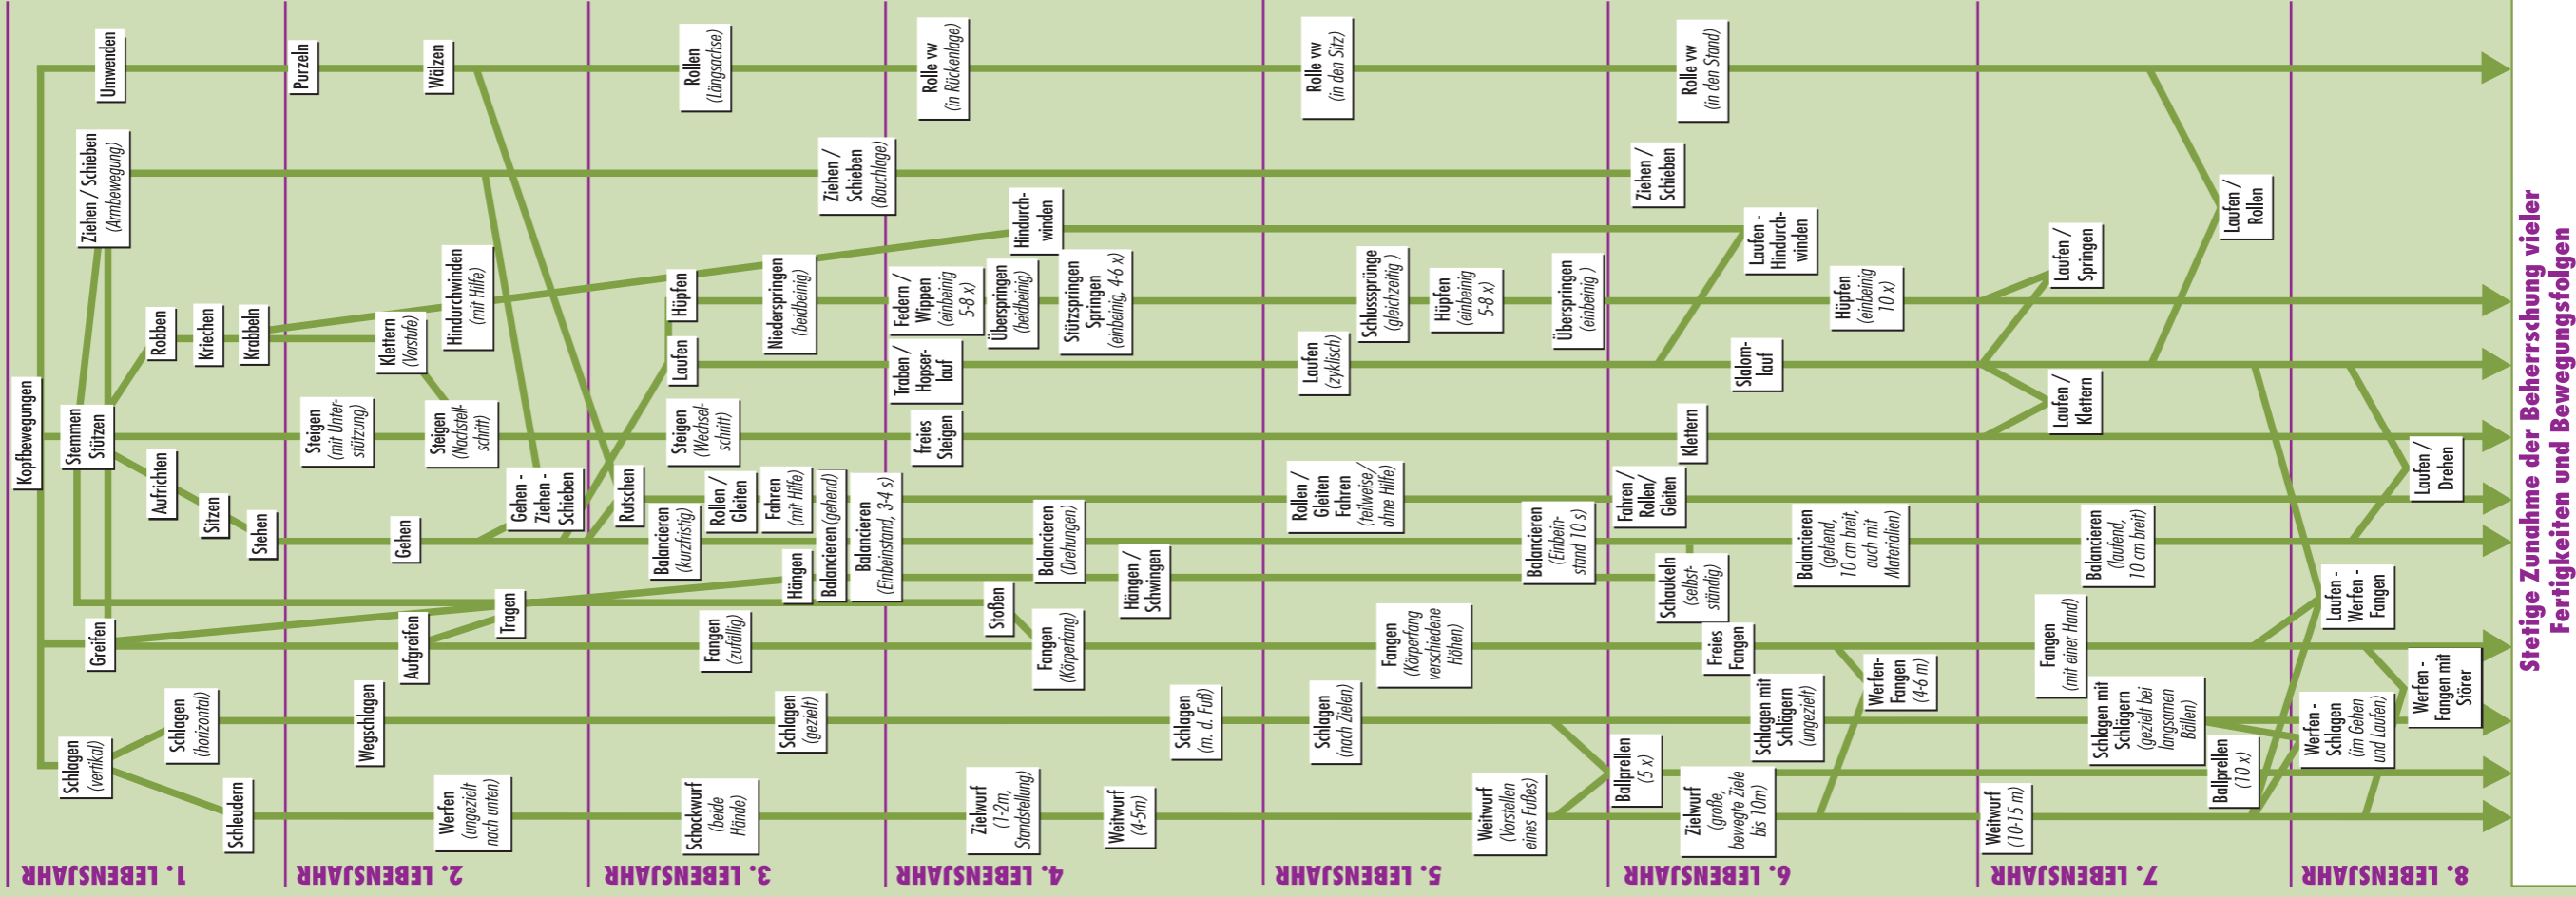 1. LEBENSJAHR
Kopfbewegungen
Schlagen
(vertikal)
Greifen
Stemmen
Stützen
Ziehen / Schieben
(Armbewegung)
Umwenden
Schlagen
(horizontal)
Aufrichten
Robben
Sitzen
Kriechen
Schleudern
Stehen
Krabbeln
2. LEBENSJAHR
Purzeln
Steigen
(mit Unter-
stützung)
Wegschlagen
Klettern
(Vorstufe)
Gehen
Aufgreifen
Wälzen
Steigen
(Nachstell-
schritt)
Werfen
(ungezielt
nach unten)
Hindurchwinden
(mit Hilfe)
Tragen
Gehen -
Ziehen -
Schieben
3. LEBENSJAHR
Rutschen
Balancieren
(kurzfristig)
Laufen
Hüpfen
Steigen
(Wechsel-
schritt)
Rollen
(Längsachse)
Schockwurf
(beide
Hände)
Fangen
(zufällig)
Rollen /
Gleiten
Fahren
(mit Hilfe)
Niederspringen
(beidbeinig)
Schlagen
(gezielt)
Hängen
Balancieren (gehend)
Ziehen /
Schieben
(Bauchlage)
Balancieren
(Einbeinstand, 3-4 s)
4. LEBENSJAHR
Traben /
Hopser-
lauf
Federn /
Wippen
(einbeinig
5-8 x)
freies
Steigen
Rolle vw
(in Rückenlage)
Zielwurf
(1-2m,
Standstellung)
Stoßen
Überspringen
(beidbeinig)
Hindurch-
winden
Fangen
(Körperfang)
Balancieren
(Drehungen)
Stützspringen
Springen
(einbeinig, 4-6 x)
Weitwurf
(4-5m)
Hängen /
Schwingen
Schlagen
(m. d. Fuß)
5. LEBENSJAHR
Rollen /
Gleiten
Fahren
(teilweise/
ohne Hilfe)
Laufen
(zyklisch)
Rolle vw
(in den Sitz)
Schlagen
(nach Zielen)
Schlusssprünge
(gleichzeitig )
Fangen
(Körperfang
verschiedene
Höhen)
Hüpfen
(einbeinig
5-8 x)
Weitwurf
(Vorstellen
eines Fußes)
Balancieren
(Einbein-
stand 10 s)
Überspringen
(einbeinig )
6. LEBENSJAHR
Ballprellen
(5 x)
Fahren /
Rollen/
Gleiten
Ziehen /
Schieben
Schaukeln
(selbst-
ständig)
Klettern
Rolle vw
(in den Stand)
Zielwurf
(große,
bewegte Ziele
bis 10m)
Freies
Fangen
Slalom-
lauf
Laufen -
Hindurch-
winden
Schlagen mit
Schlägern
(ungezielt)
Balancieren
(gehend,
10 cm breit,
auch mit
Materialien)
Hüpfen
(einbeinig
10 x)
Werfen-
Fangen
(4-6 m)
7. LEBENSJAHR
Weitwurf
(10-15 m)
Fangen
(mit einer Hand)
Laufen /
Klettern
Laufen /
Springen
Balancieren
(laufend,
10 cm breit)
Schlagen mit
Schlägern
(gezielt bei
langsamen
Bällen)
Ballprellen
(10 x)
Laufen /
Rollen
8. LEBENSJAHR
Werfen -
Schlagen
(im Gehen
und Laufen)
Laufen -
Werfen -
Fangen
Werfen -
Fangen mit
Störer
Laufen /
Drehen
Stetige Zunahme der Beherrschung vieler
Fertigkeiten und Bewegungsfolgen